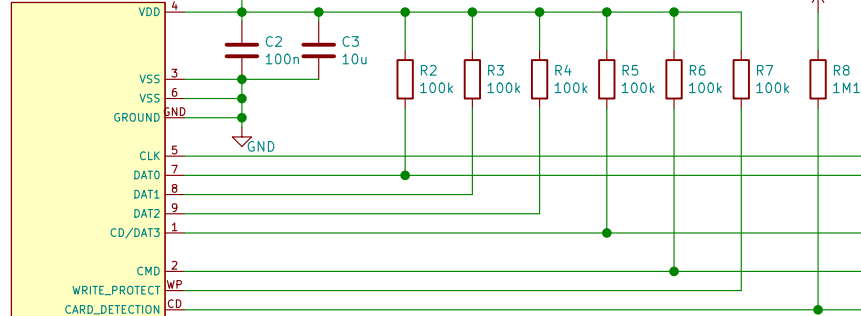 VDD 4
C2 100n
C3 10u
R2 100k
R3 100k
R4 100k
R5 100k
R6 100k
R7 100k
R8 1M1
VSS 3
VSS 6
GROUND GND
GND
CLK 5
DAT0 7
DAT1 8
DAT2 9
CD/DAT3 1
CMD 2
WRITE_PROTECT WP
CARD_DETECTION CD